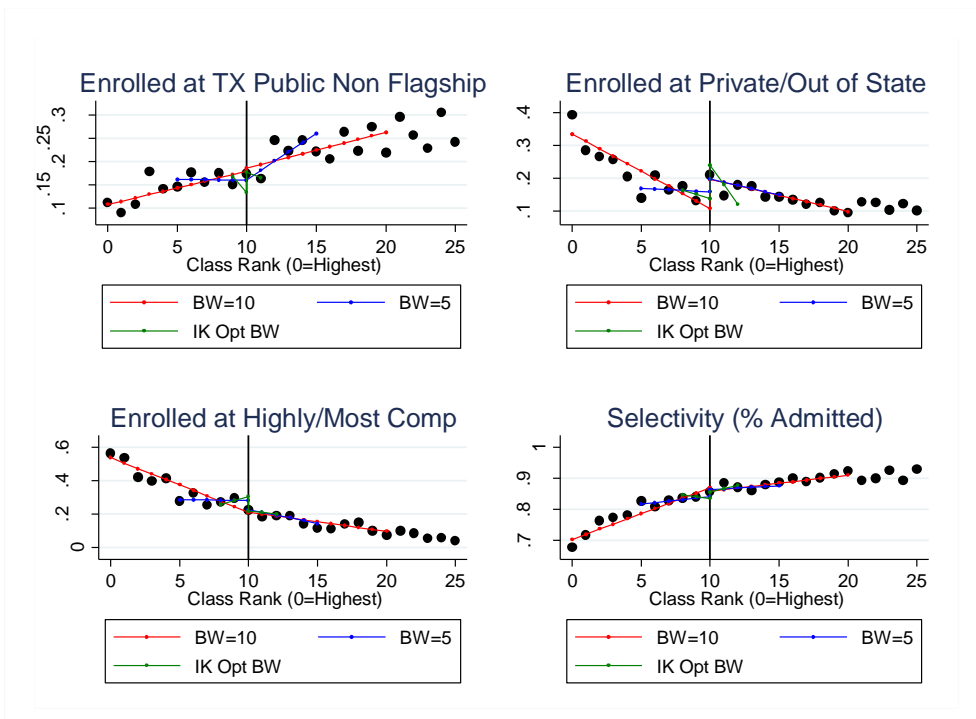 Enrolled at TX Public Non Flagship
.1 .15 .2 .25 .3
0 5 10 15 20 25
Class Rank (0=Highest)
BW=10 BW=5
IK Opt BW
Enrolled at Private/Out of State
.1 .2 .3 .4
0 5 10 15 20 25
Class Rank (0=Highest)
BW=10 BW=5
IK Opt BW
Enrolled at Highly/Most Comp
0 .2 .4 .6
0 5 10 15 20 25
Class Rank (0=Highest)
BW=10 BW=5
IK Opt BW
Selectivity (% Admitted)
.7 .8 .9 1
0 5 10 15 20 25
Class Rank (0=Highest)
BW=10 BW=5
IK Opt BW